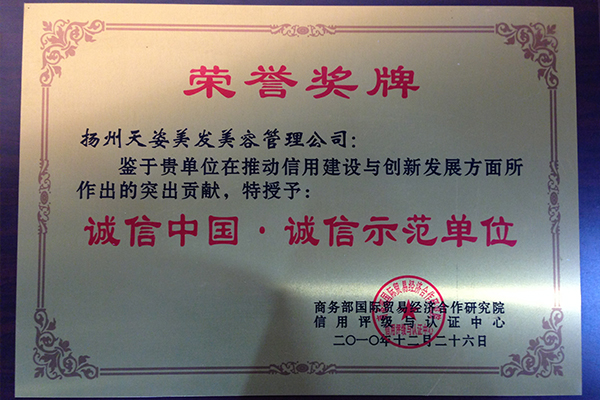 荣誉奖牌
扬州天姿美发美容管理公司：
鉴于贵单位在推动信用建设与创新发展方面所
作出的突出贡献，特授予：
诚信中国·诚信示范单位
商务部国际贸易经济合作研究院
信用评级与认证中心
二〇一〇年十二月二十六日